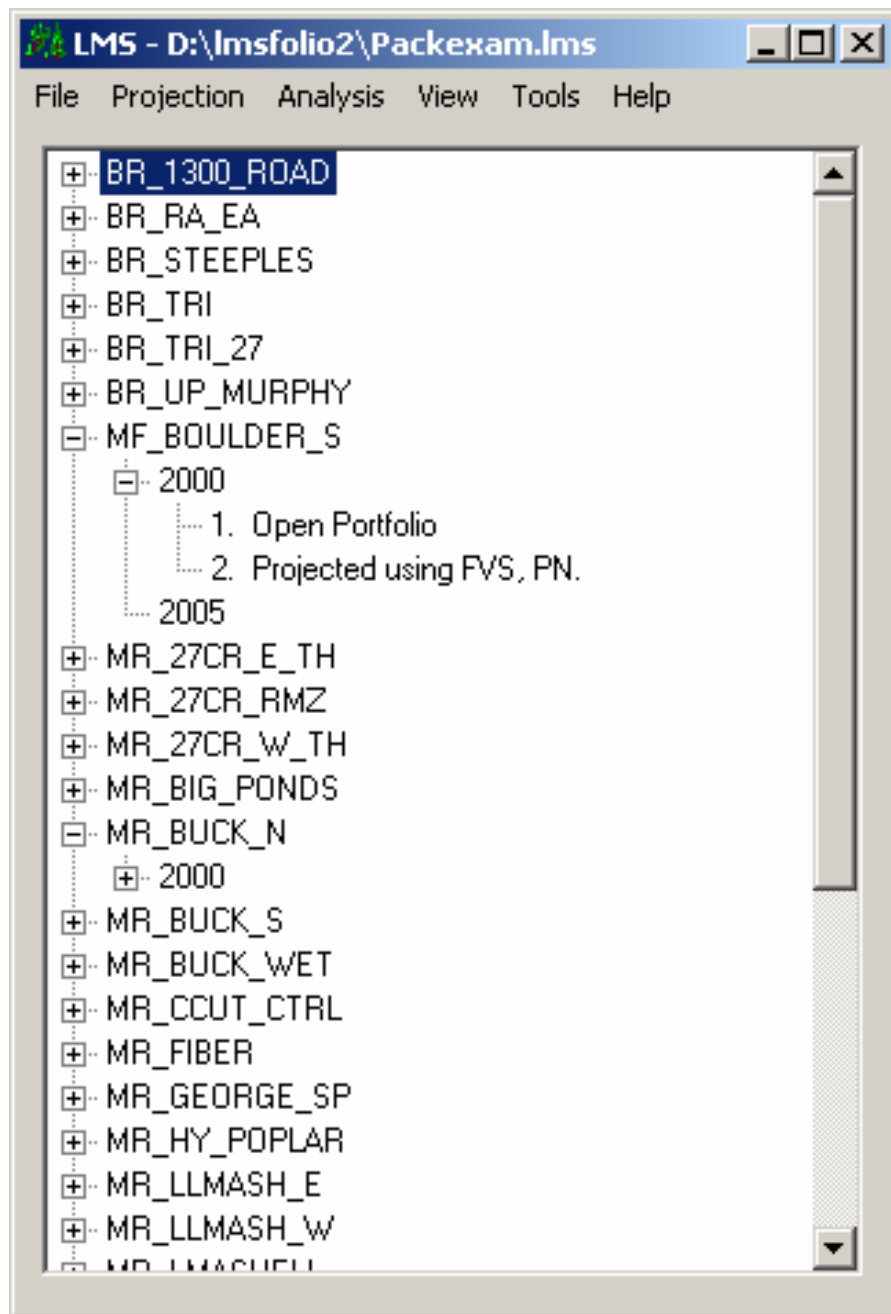 LMS - D:\lmsfolio2\Packexam.lms
File Projection Analysis View Tools Help
BR_1300_ROAD
BR_RA_EA
BR_STEEPLES
BR_TRI
BR_TRI_27
BR_UP_MURPHY
MF_BOULDER_S
2000
1. Open Portfolio
2. Projected using FVS, PN.
2005
MR_27CR_E_TH
MR_27CR_RMZ
MR_27CR_W_TH
MR_BIG_PONDS
MR_BUCK_N
2000
MR_BUCK_S
MR_BUCK_WET
MR_CCUT_CTRL
MR_FIBER
MR_GEORGE_SP
MR_HY_POPLAR
MR_LLMASH_E
MR_LLMASH_W